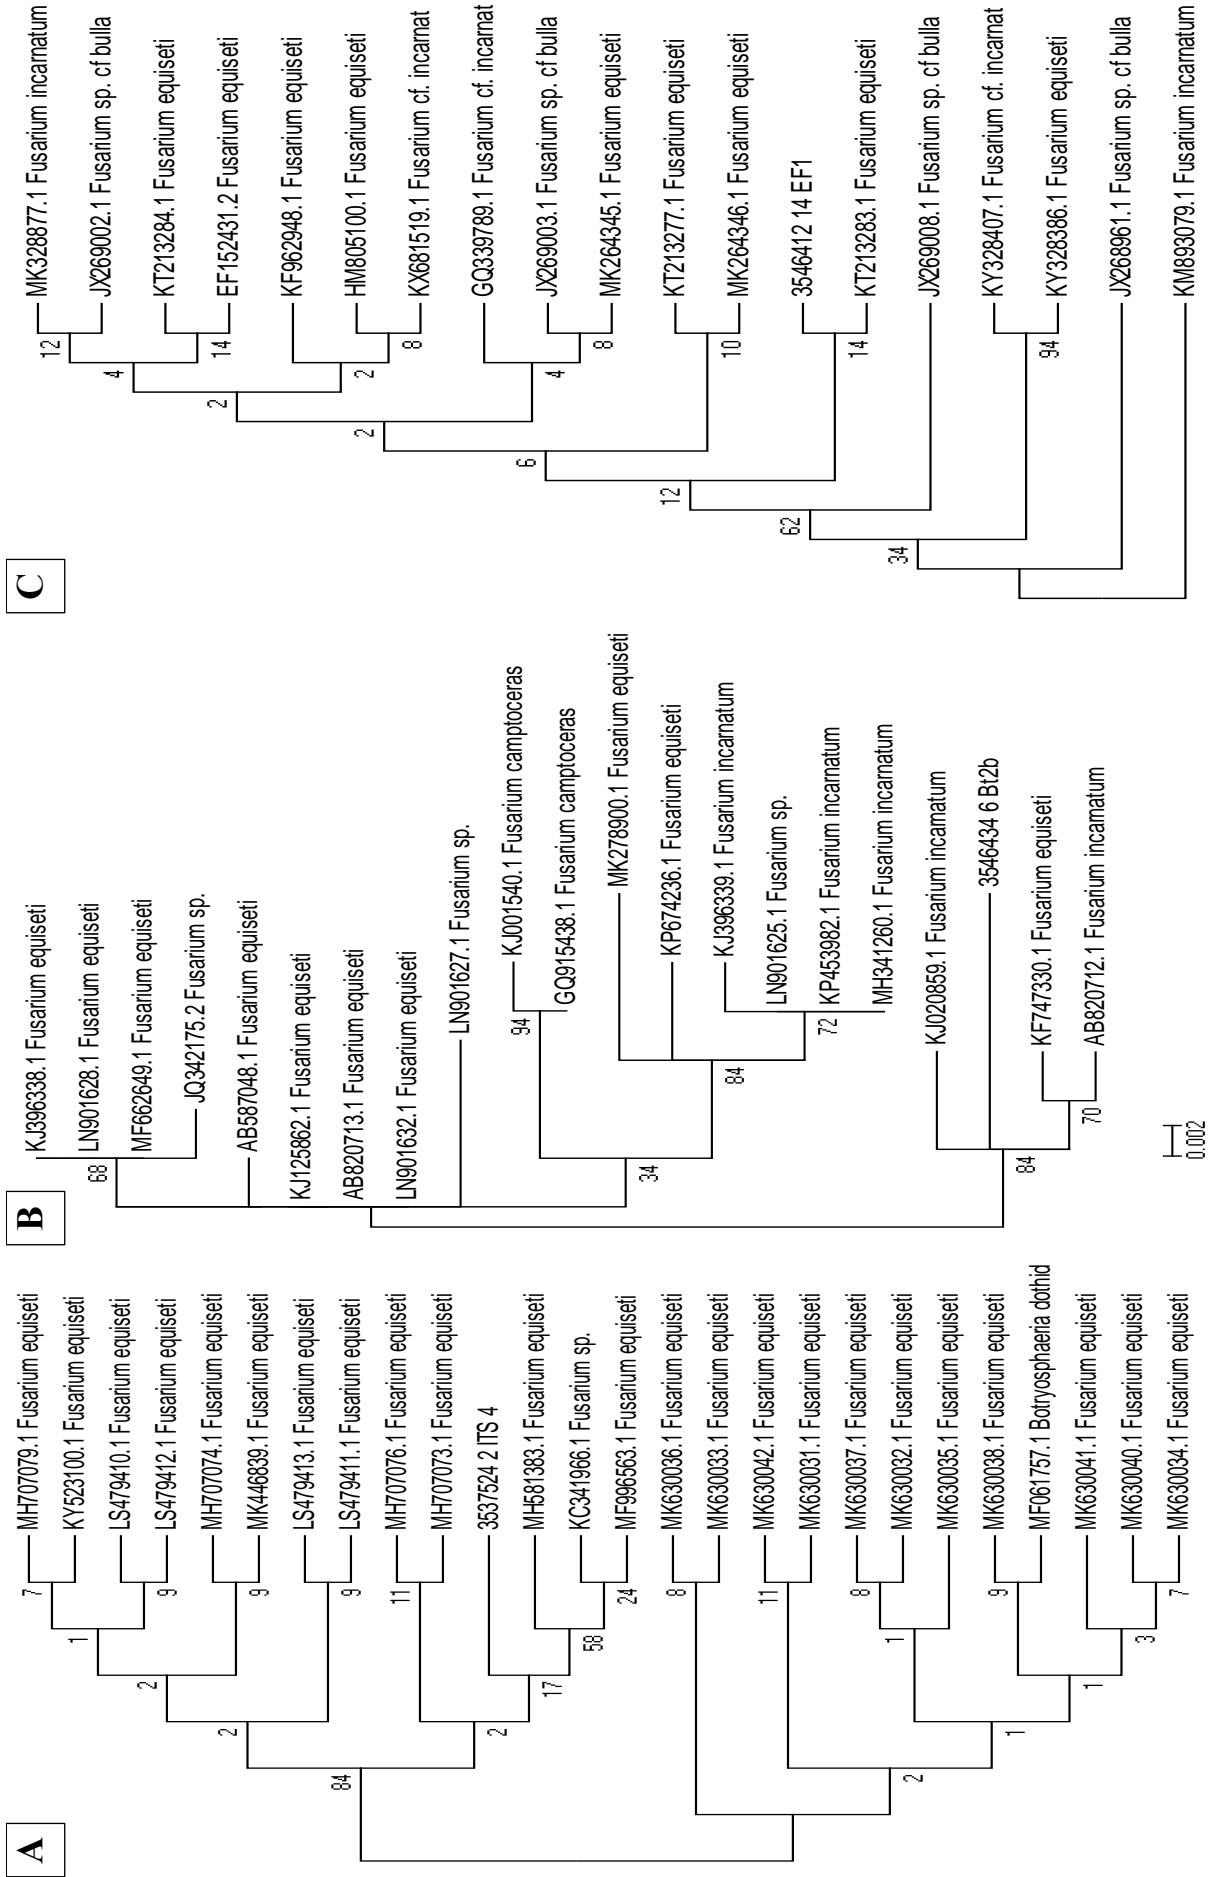 A
MH707079.1 Fusarium equiseti
KY523100.1 Fusarium equiseti
LS479410.1 Fusarium equiseti
LS479412.1 Fusarium equiseti
MH707074.1 Fusarium equiseti
MK446839.1 Fusarium equiseti
LS479413.1 Fusarium equiseti
LS479411.1 Fusarium equiseti
MH707076.1 Fusarium equiseti
MH707073.1 Fusarium equiseti
3537524 2 ITS 4
MH581383.1 Fusarium equiseti
KC341966.1 Fusarium sp.
MF996563.1 Fusarium equiseti
MK630036.1 Fusarium equiseti
MK630033.1 Fusarium equiseti
MK630042.1 Fusarium equiseti
MK630031.1 Fusarium equiseti
MK630037.1 Fusarium equiseti
MK630032.1 Fusarium equiseti
MK630035.1 Fusarium equiseti
MK630038.1 Fusarium equiseti
MF061757.1 Botryosphaeria dothid
MK630041.1 Fusarium equiseti
MK630040.1 Fusarium equiseti
MK630034.1 Fusarium equiseti
7
1
9
2
9
2
9
84
11
2
17
58
24
8
11
2
8
1
1
9
1
3
7
B
KJ396338.1 Fusarium equiseti
LN901628.1 Fusarium equiseti
MF662649.1 Fusarium equiseti
JQ342175.2 Fusarium sp.
AB587048.1 Fusarium equiseti
KJ125862.1 Fusarium equiseti
AB820713.1 Fusarium equiseti
LN901632.1 Fusarium equiseti
LN901627.1 Fusarium sp.
KJ001540.1 Fusarium camptoceras
GQ915438.1 Fusarium camptoceras
MK278900.1 Fusarium equiseti
KP674236.1 Fusarium equiseti
KJ396339.1 Fusarium incarnatum
LN901625.1 Fusarium sp.
KP453982.1 Fusarium incarnatum
MH341260.1 Fusarium incarnatum
KJ020859.1 Fusarium incarnatum
3546434 6 Bt2b
KF747330.1 Fusarium equiseti
AB820712.1 Fusarium incarnatum
68
94
34
84
72
84
70
0.002
C
MK328877.1 Fusarium incarnatum
JX269002.1 Fusarium sp. cf bulla
KT213284.1 Fusarium equiseti
EF152431.2 Fusarium equiseti
KF962948.1 Fusarium equiseti
HM805100.1 Fusarium equiseti
KX681519.1 Fusarium cf. incarnat
GQ339789.1 Fusarium cf. incarnat
JX269003.1 Fusarium sp. cf bulla
MK264345.1 Fusarium equiseti
KT213277.1 Fusarium equiseti
MK264346.1 Fusarium equiseti
3546412 14 EF1
KT213283.1 Fusarium equiseti
JX269008.1 Fusarium sp. cf bulla
KY328407.1 Fusarium cf. incarnat
KY328386.1 Fusarium equiseti
JX268961.1 Fusarium sp. cf bulla
KM893079.1 Fusarium incarnatum
12
4
14
2
2
8
2
4
8
6
10
12
14
62
34
94